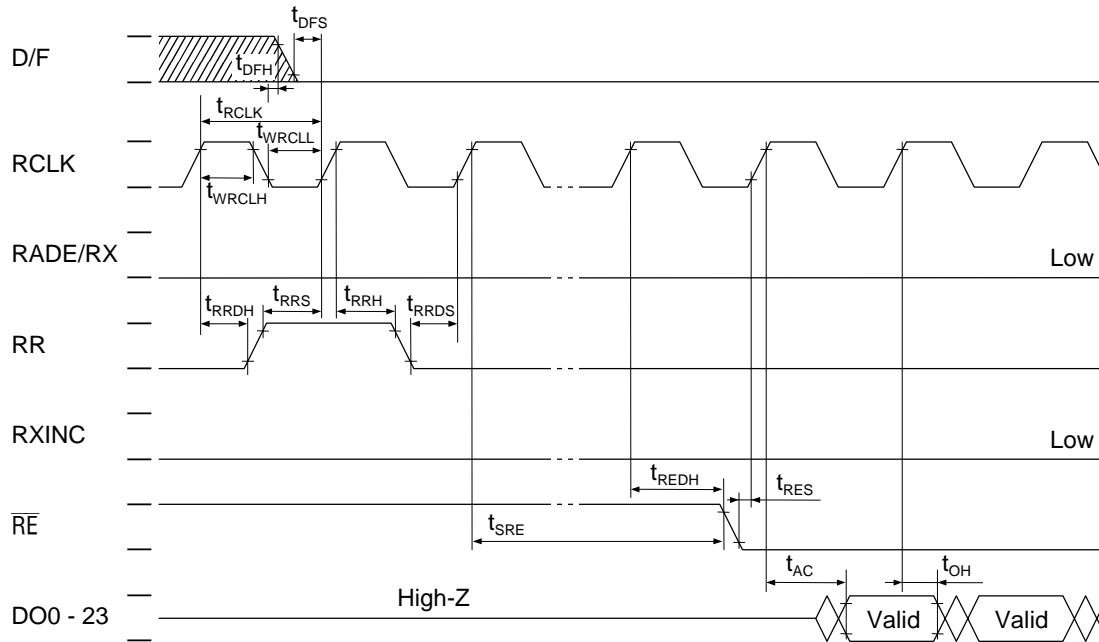 tDFS
D/F
tDFH
tRCLK
tWRCLL
RCLK
tWRCLH
RADE/RX
Low
tRRDH
tRRS
tRRH
tRRDS
RR
RXINC
Low
tREDH
tRES
R̅E̅
tSRE
tAC
tOH
High-Z
DO0 - 23
Valid
Valid